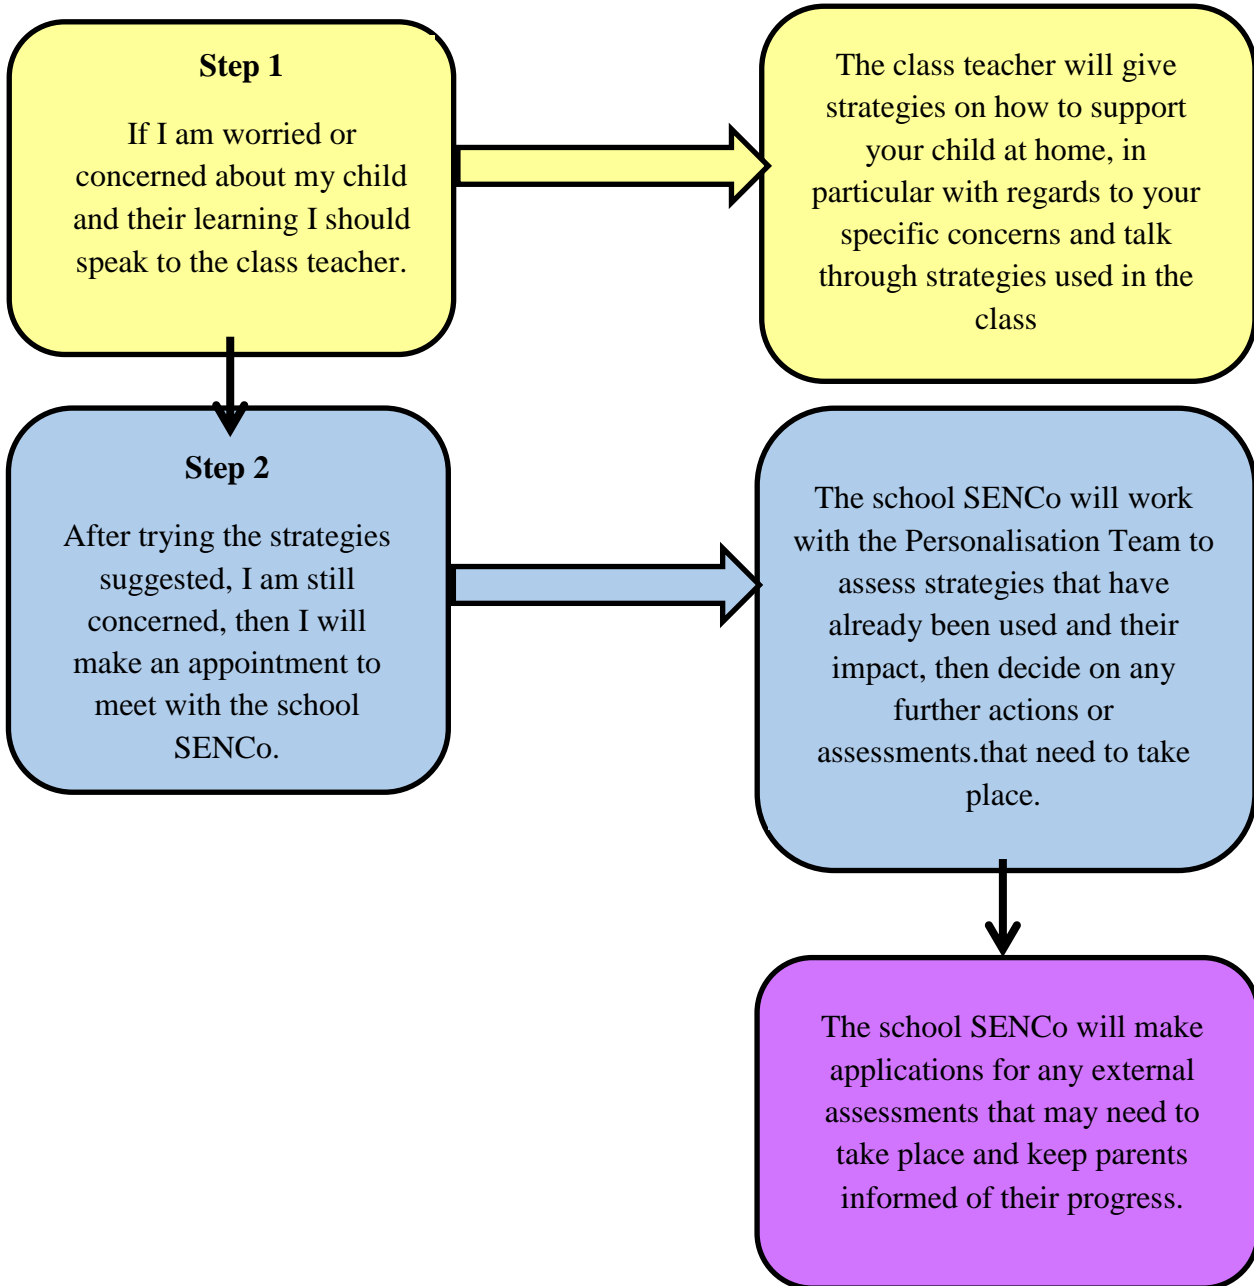 Step 1
If I am worried or
concerned about my child
and their learning I should
speak to the class teacher.
The class teacher will give
strategies on how to support
your child at home, in
particular with regards to your
specific concerns and talk
through strategies used in the
class
Step 2
After trying the strategies
suggested, I am still
concerned, then I will
make an appointment to
meet with the school
SENCo.
The school SENCo will work
with the Personalisation Team to
assess strategies that have
already been used and their
impact, then decide on any
further actions or
assessments.that need to take
place.
The school SENCo will make
applications for any external
assessments that may need to
take place and keep parents
informed of their progress.